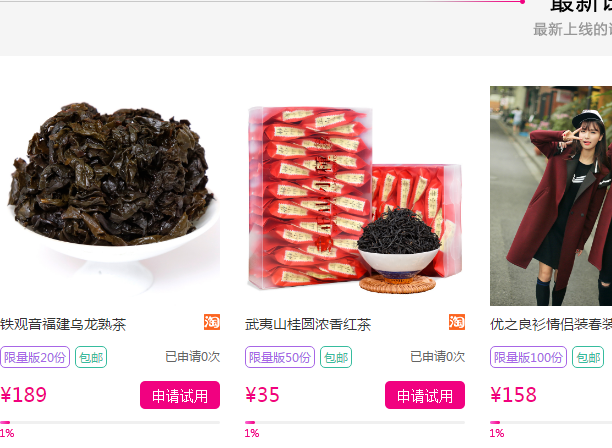 最新试
最新上线的
铁观音福建乌龙熟茶 淘
限量版20份 包邮 已申请0次
¥189 申请试用
1%
武夷山桂圆浓香红茶 淘
限量版50份 包邮 已申请0次
¥35 申请试用
1%
优之良衫情侣装春装
限量版100份 包邮
¥158
1%